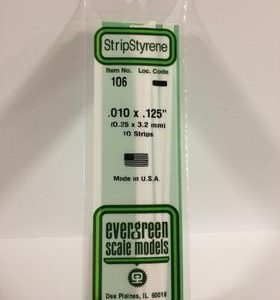 StripStyrene
Item No. Loc. Code
106
.010 x .125"
(0.25 x 3.2 mm)
10 Strips
Made in U.S.A.
evergreen
scale models
Des Plaines, IL 60018